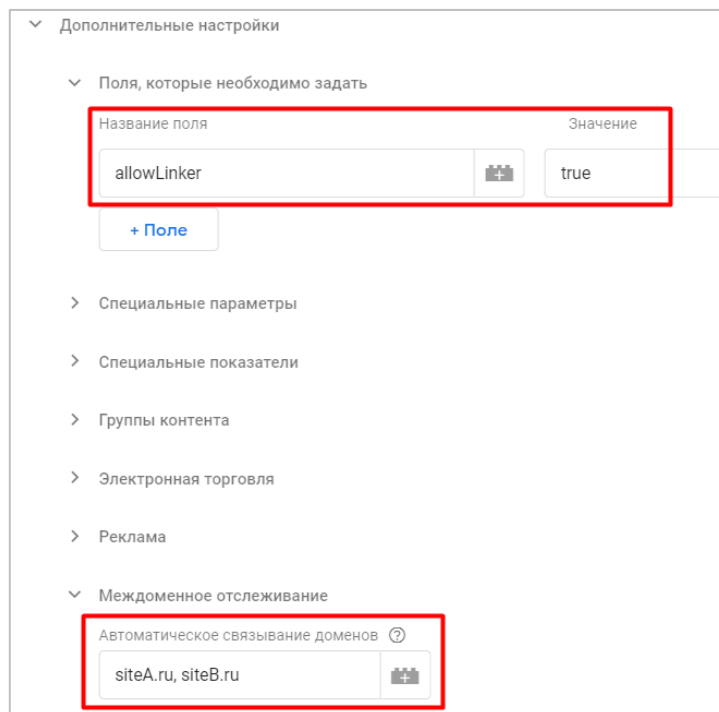 Дополнительные настройки
Поля, которые необходимо задать
Название поля Значение
allowLinker true
+ Поле
Специальные параметры
Специальные показатели
Группы контента
Электронная торговля
Реклама
Междоменное отслеживание
Автоматическое связывание доменов ?
siteA.ru, siteB.ru